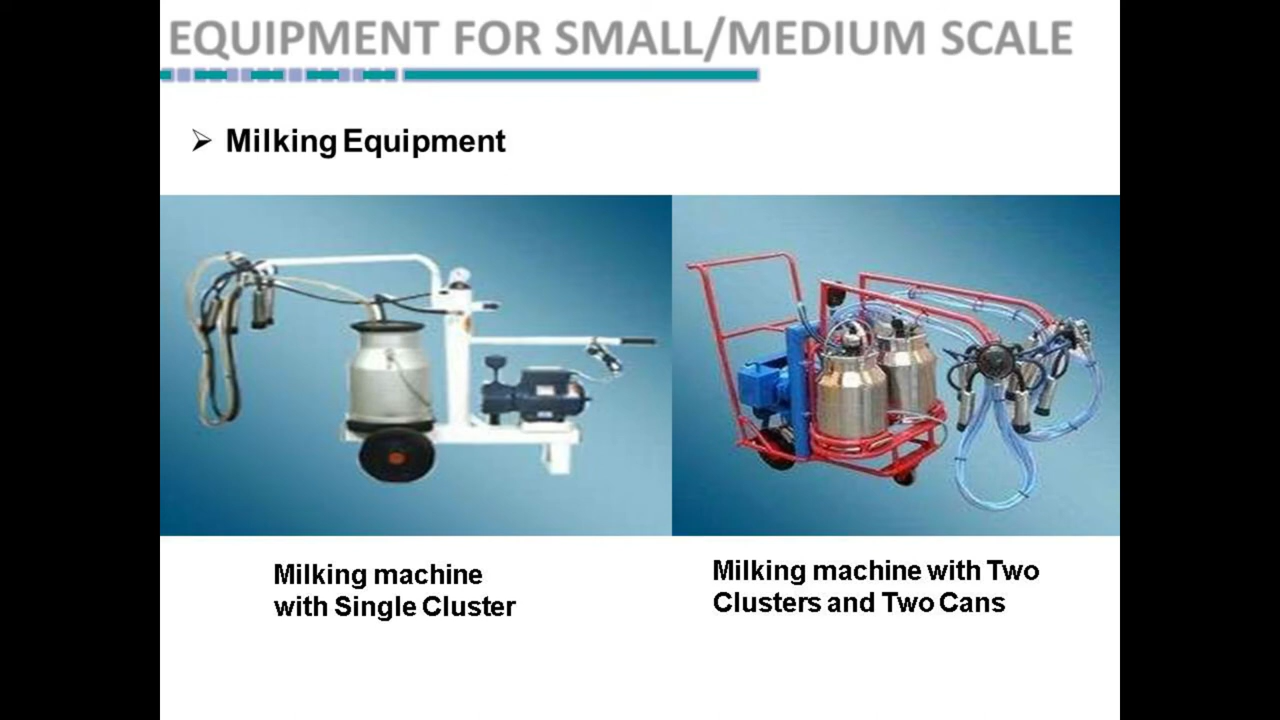 EQUIPMENT FOR SMALL/MEDIUM SCALE
Milking Equipment
Milking machine
with Single Cluster
Milking machine with Two
Clusters and Two Cans